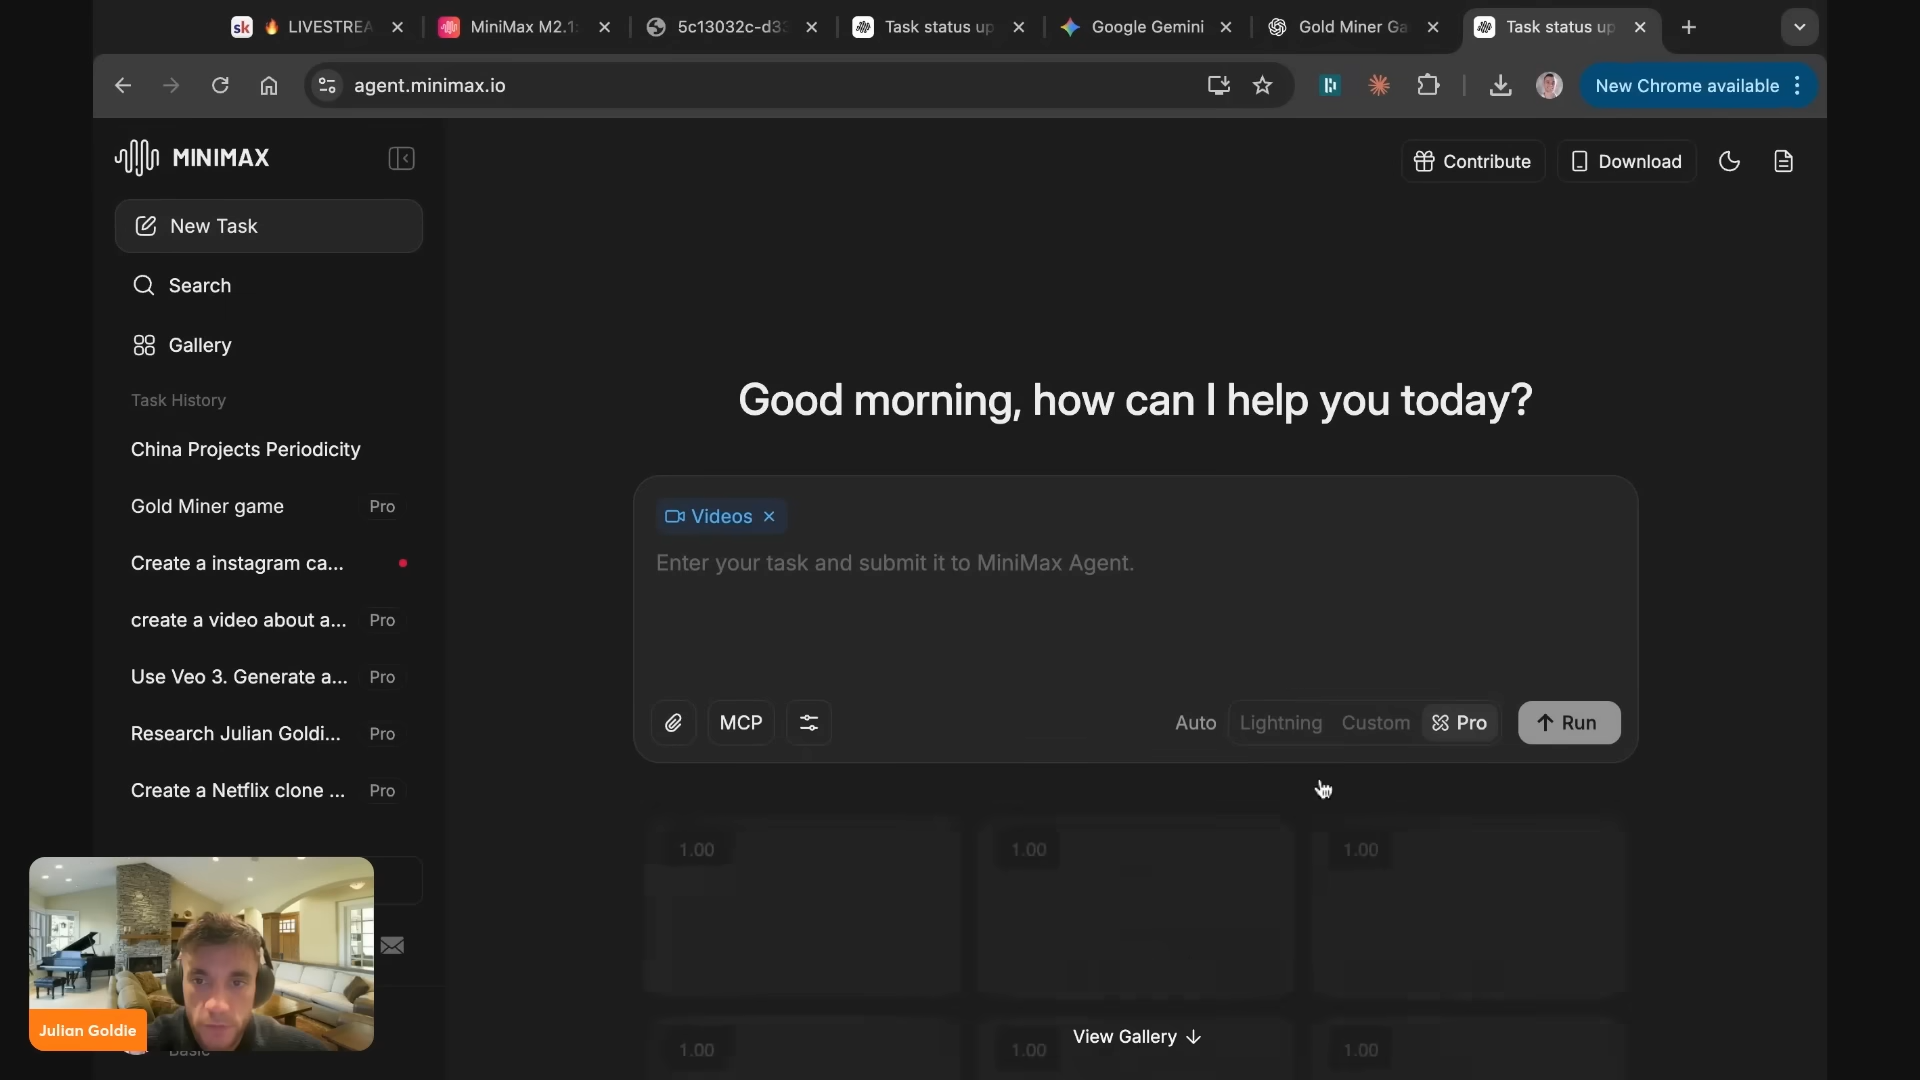 sk 🔥 LIVESTREA
MiniMax M2.1:
5c13032c-d33
Task status up
Google Gemini
Gold Miner Ga
Task status up
agent.minimax.io
New Chrome available
MINIMAX
Contribute
Download
New Task
Search
Gallery
Task History
China Projects Periodicity
Gold Miner game Pro
Create a instagram ca...
create a video about a... Pro
Use Veo 3. Generate a... Pro
Research Julian Goldi... Pro
Create a Netflix clone ... Pro
Good morning, how can I help you today?
Videos
Enter your task and submit it to MiniMax Agent.
MCP
Auto Lightning Custom Pro
Run
1.00 1.00 1.00
View Gallery
1.00 1.00 1.00
Julian Goldie
Basic